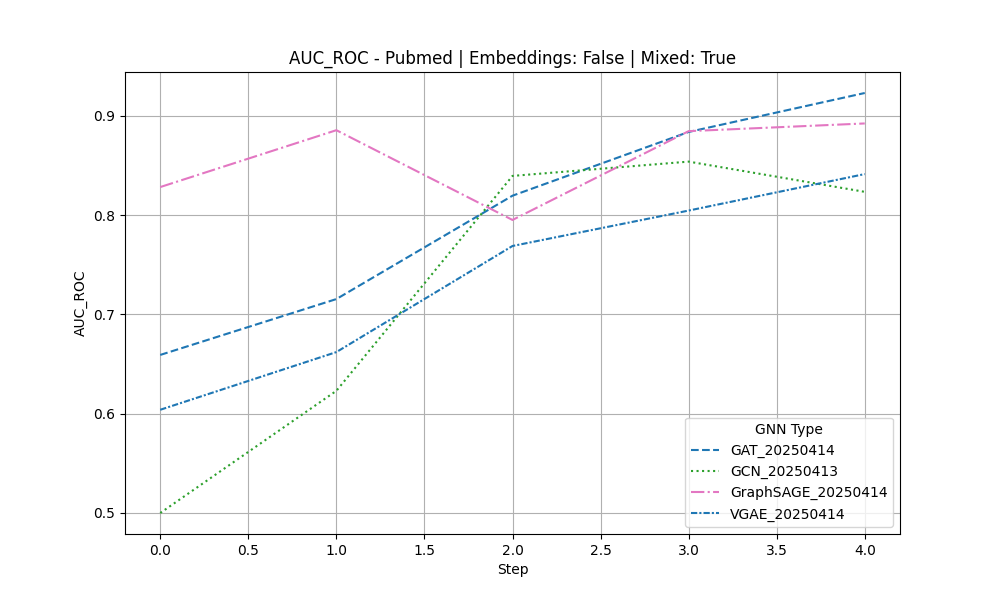 AUC_ROC - Pubmed | Embeddings: False | Mixed: True
AUC_ROC
0.9
0.8
0.7
0.6
0.5
0.0 0.5 1.0 1.5 2.0 2.5 3.0 3.5 4.0
Step
GNN Type
GAT_20250414
GCN_20250413
GraphSAGE_20250414
VGAE_20250414